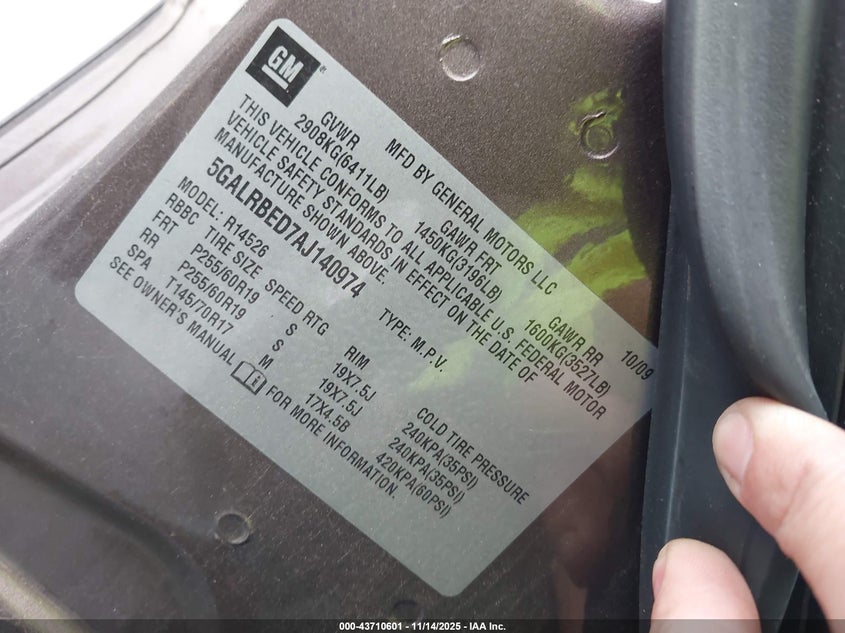 GM
®
MFD BY GENERAL MOTORS LLC 10/09
GVWR GAWR FRT GAWR RR
2908KG(6411LB) 1450KG(3196LB) 1600KG(3527LB)
THIS VEHICLE CONFORMS TO ALL APPLICABLE U.S. FEDERAL MOTOR
VEHICLE SAFETY STANDARDS IN EFFECT ON THE DATE OF
MANUFACTURE SHOWN ABOVE.
5GALRBED7AJ140974 TYPE: M.P.V.
MODEL: R14526
RBBC TIRE SIZE SPEED RTG RIM COLD TIRE PRESSURE
FRT P255/60R19 S 19X7.5J 240KPA(35PSI)
RR P255/60R19 S 19X7.5J 240KPA(35PSI)
SPA T145/70R17 M 17X4.5B 420KPA(60PSI)
SEE OWNER'S MANUAL FOR MORE INFORMATION.
000-43710601 - 11/14/2025 - IAA Inc.